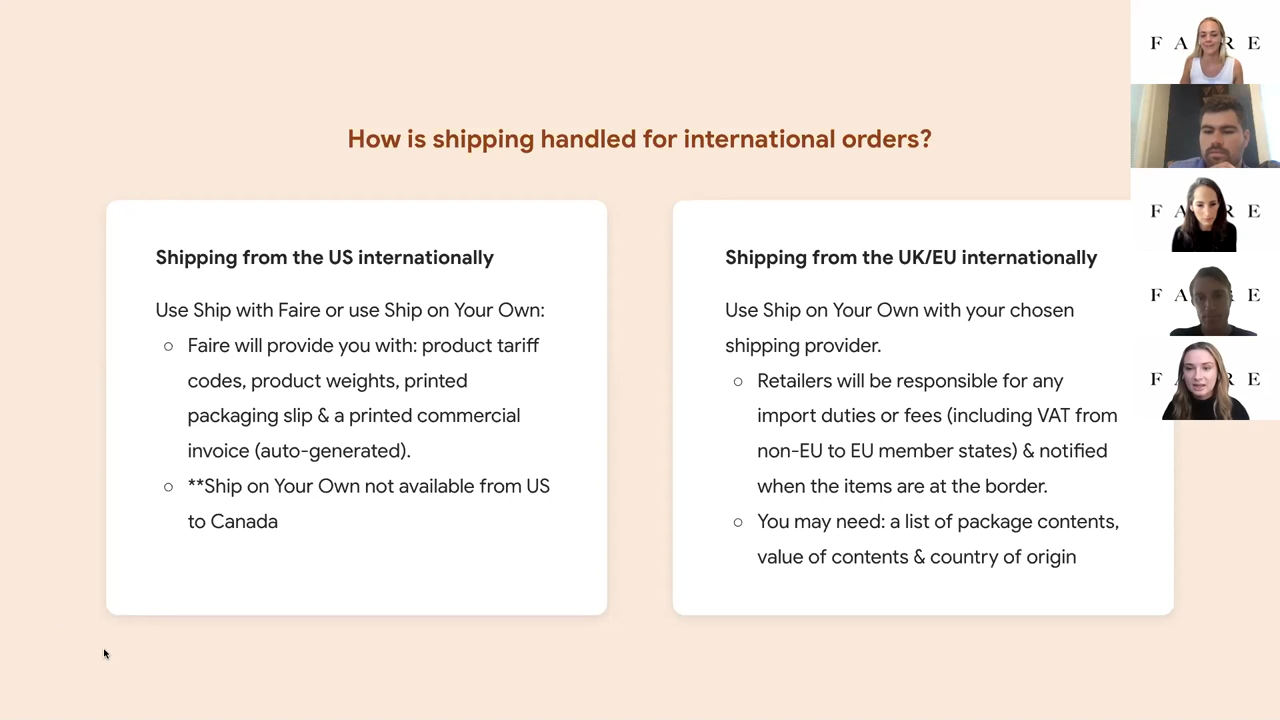 How is shipping handled for international orders?
Shipping from the US internationally
Use Ship with Faire or use Ship on Your Own:
○ Faire will provide you with: product tariff
codes, product weights, printed
packaging slip & a printed commercial
invoice (auto-generated).
○ **Ship on Your Own not available from US
to Canada
Shipping from the UK/EU internationally
Use Ship on Your Own with your chosen
shipping provider.
○ Retailers will be responsible for any
import duties or fees (including VAT from
non-EU to EU member states) & notified
when the items are at the border.
○ You may need: a list of package contents,
value of contents & country of origin
F A R E
F A R E
F A E
F A R E